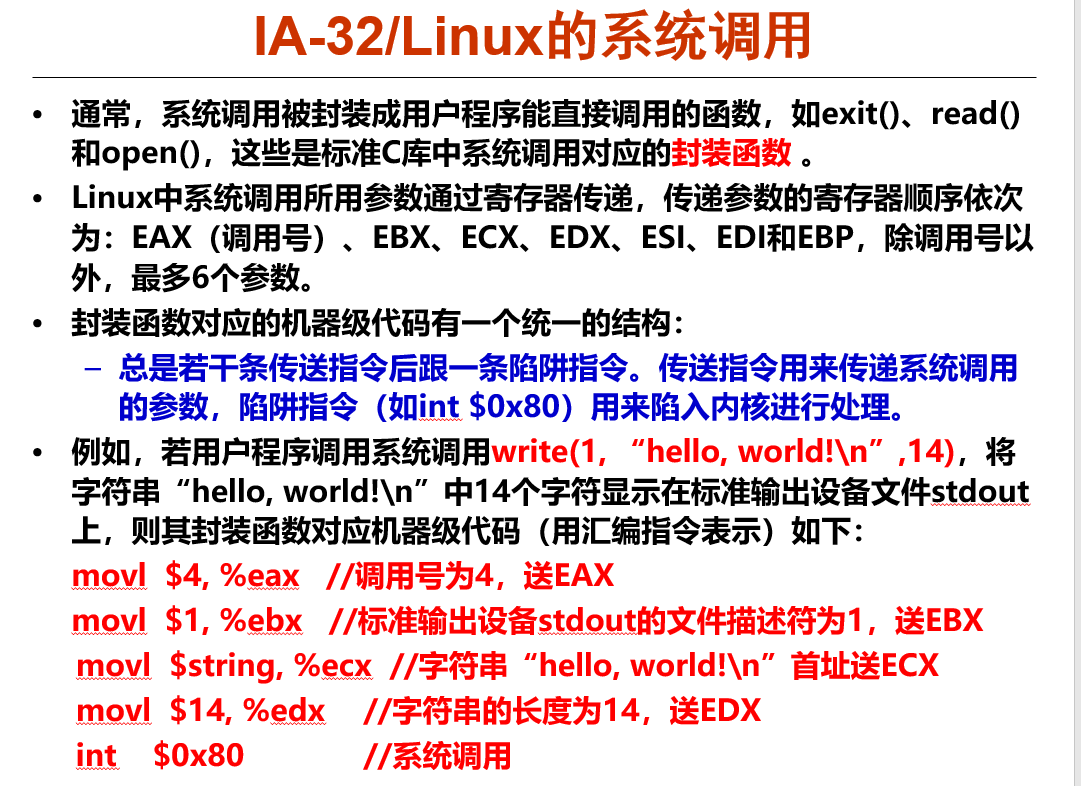 IA-32/Linux的系统调用
• 通常，系统调用被封装成用户程序能直接调用的函数，如exit()、read()
和open()，这些是标准C库中系统调用对应的封装函数 。
• Linux中系统调用所用参数通过寄存器传递，传递参数的寄存器顺序依次
为：EAX（调用号）、EBX、ECX、EDX、ESI、EDI和EBP，除调用号以
外，最多6个参数。
• 封装函数对应的机器级代码有一个统一的结构：
– 总是若干条传送指令后跟一条陷阱指令。传送指令用来传递系统调用
的参数，陷阱指令（如int $0x80）用来陷入内核进行处理。
• 例如，若用户程序调用系统调用write(1, “hello, world!\n”,14)，将
字符串“hello, world!\n”中14个字符显示在标准输出设备文件stdout
上，则其封装函数对应机器级代码（用汇编指令表示）如下：
movl $4, %eax //调用号为4，送EAX
movl $1, %ebx //标准输出设备stdout的文件描述符为1，送EBX
movl $string, %ecx //字符串“hello, world!\n”首址送ECX
movl $14, %edx //字符串的长度为14，送EDX
int $0x80 //系统调用